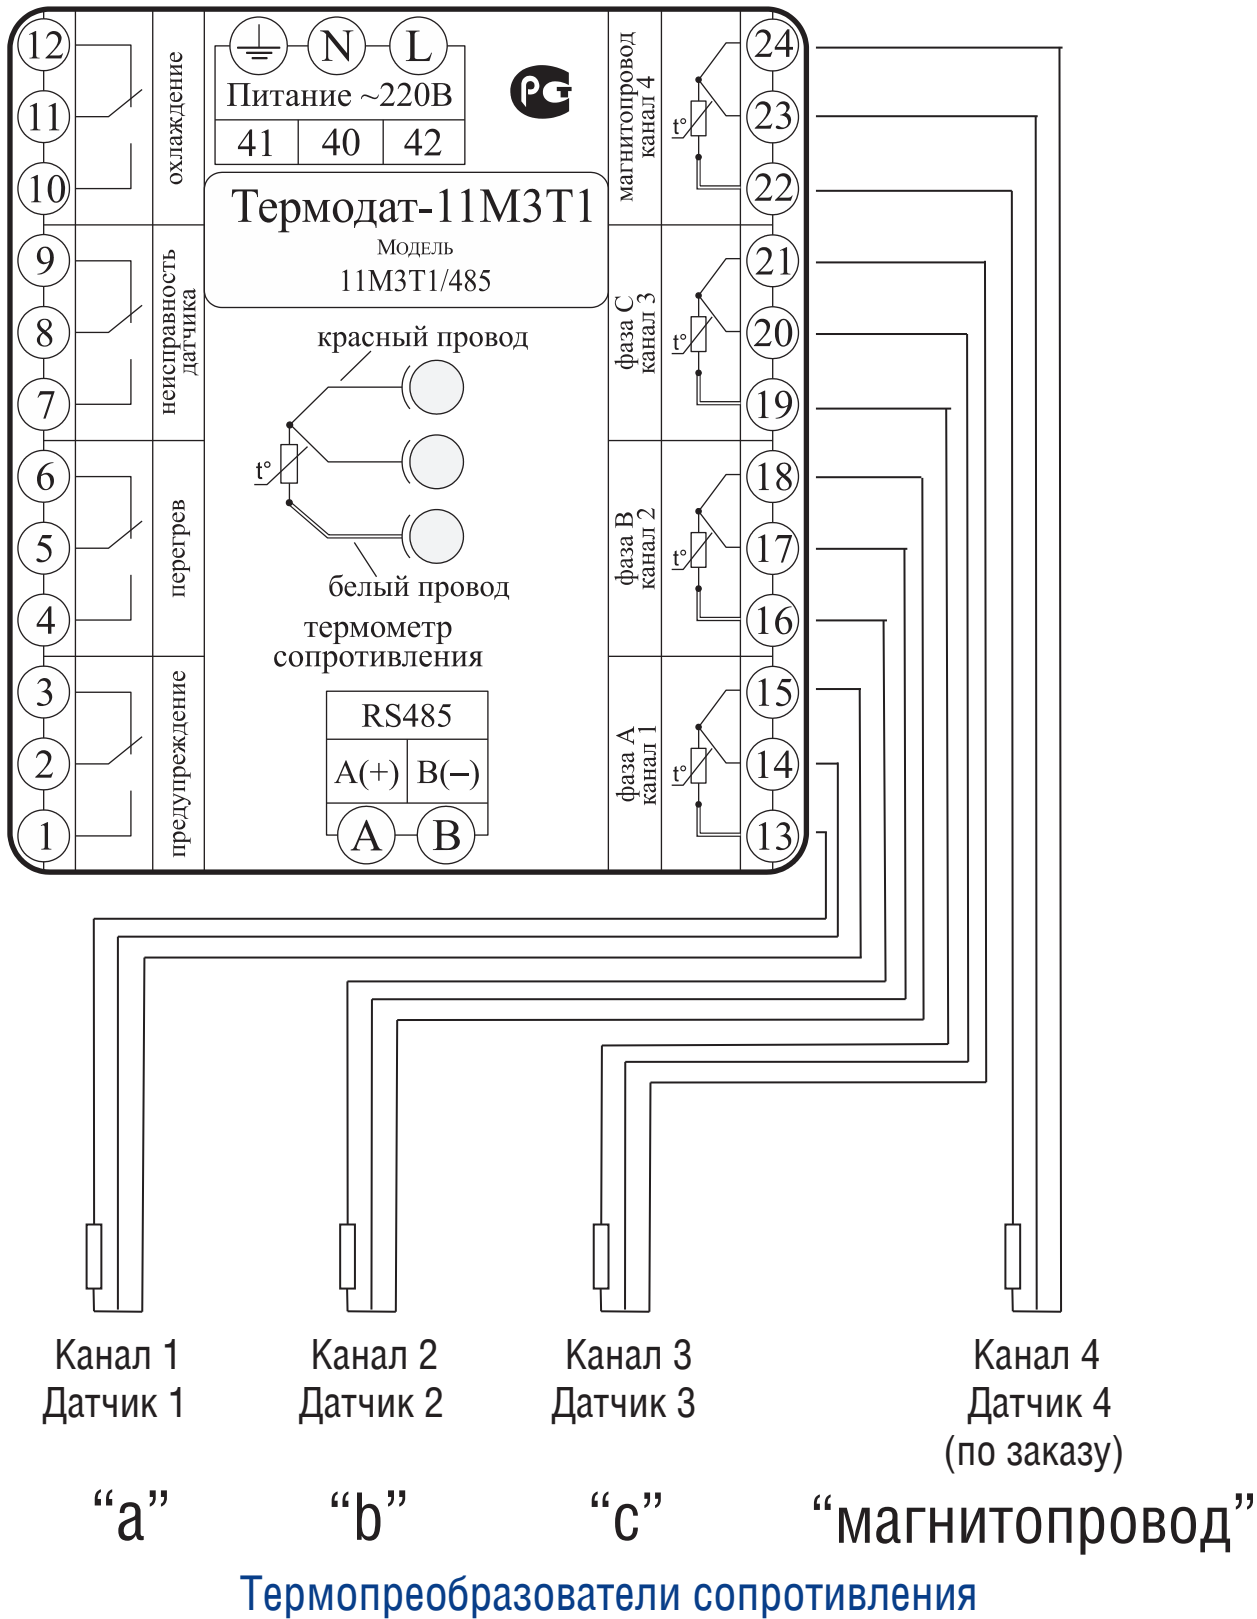 12
11
10
9
8
7
6
5
4
3
2
1
охлаждение
неисправность
датчика
перегрев
предупреждение
N L
Питание ~220В
41 40 42
РСТ
Термодат-11М3Т1
Модель
11М3Т1/485
красный провод
t°
белый провод
термометр
сопротивления
RS485
A(+) B(–)
A B
магнитопровод
канал 4
t°
фаза С
канал 3
t°
фаза В
канал 2
t°
фаза А
канал 1
t°
24
23
22
21
20
19
18
17
16
15
14
13
Канал 1
Датчик 1
“a”
Канал 2
Датчик 2
“b”
Канал 3
Датчик 3
“c”
Канал 4
Датчик 4
(по заказу)
“магнитопровод”
Термопреобразователи сопротивления